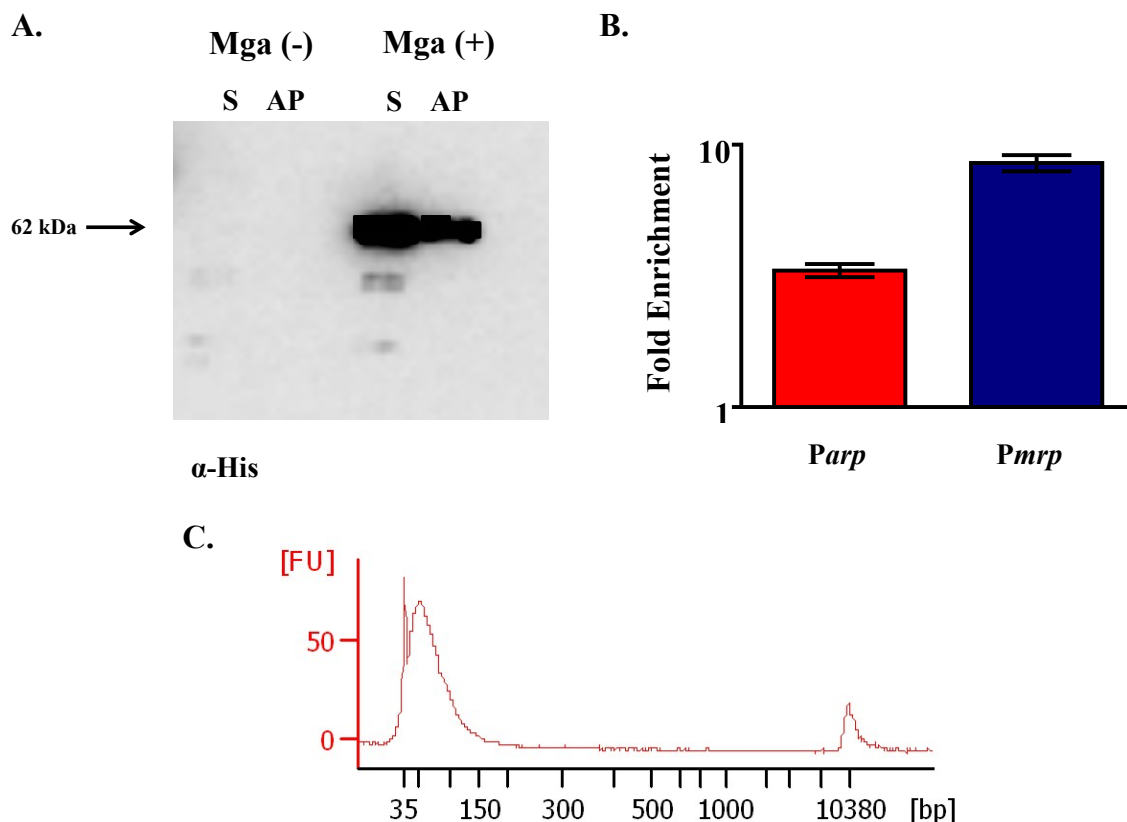 A.
Mga (-) Mga (+)
S AP S AP
62 kDa
α-His
B.
Fold Enrichment
10
1
Parp Pmrp
C.
[FU]
50
0
35 150 300 500 1000 10380 [bp]